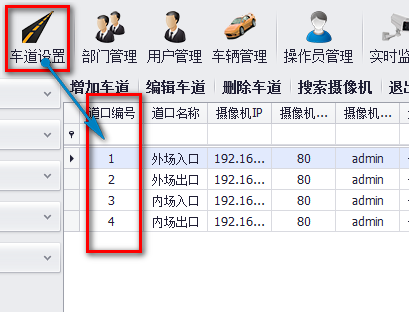 车道设置 部门管理 用户管理 车辆管理 操作员管理 实时监
增加车道 编辑车道 删除车道 搜索摄像机 退出
道口编号 道口名称 摄像机IP 摄像机... 摄像机...
1 外场入口 192.16... 80 admin
2 外场出口 192.16... 80 admin
3 内场入口 192.16... 80 admin
4 内场出口 192.16... 80 admin